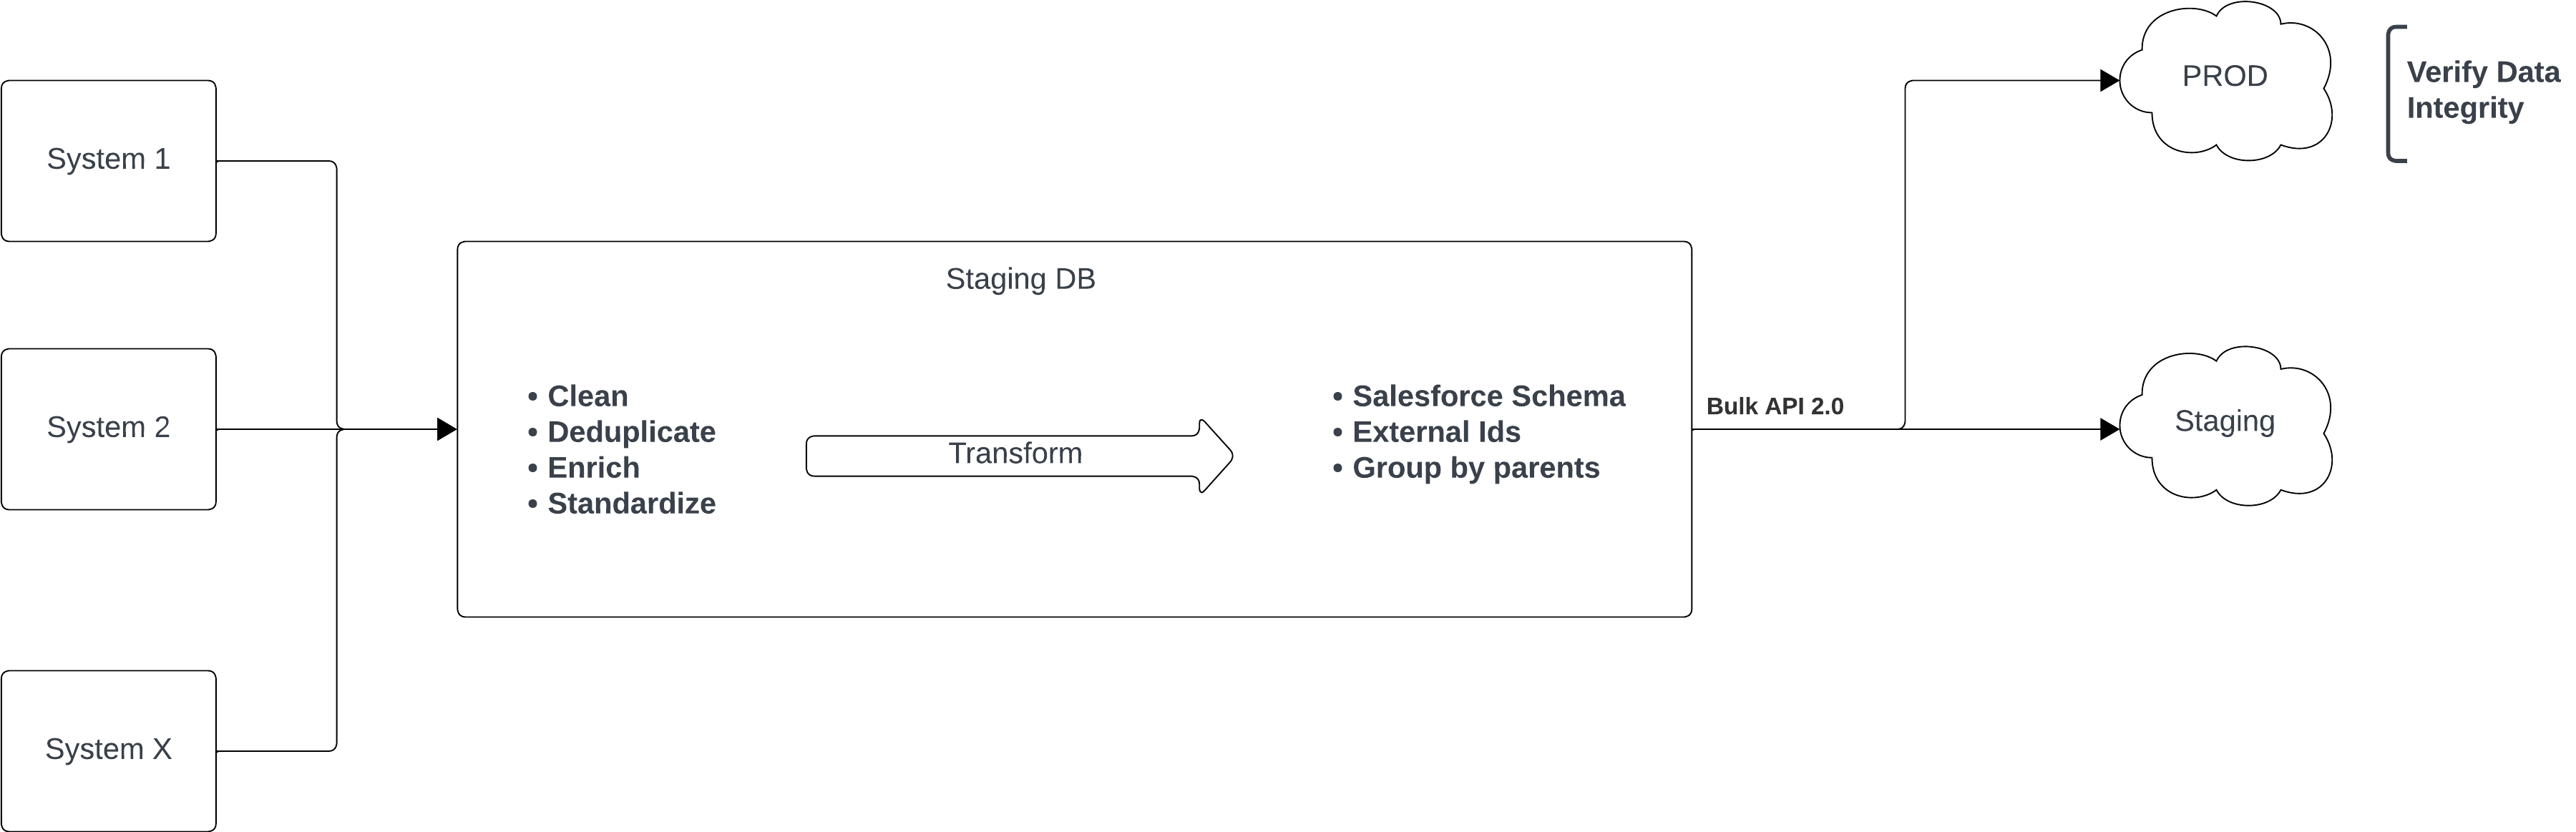 PROD
Verify Data
Integrity
System 1
Staging DB
System 2
• Clean
• Deduplicate
• Enrich
• Standardize
Transform
• Salesforce Schema
• External Ids
• Group by parents
Bulk API 2.0
Staging
System X